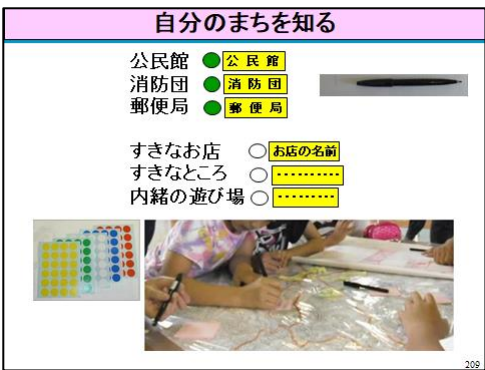 自分のまちを知る
公民館 公民館
消防団 消防団
郵便局 郵便局
すきなお店 お店の名前
すきなところ ‥‥‥‥‥
内緒の遊び場 ‥‥‥‥
209